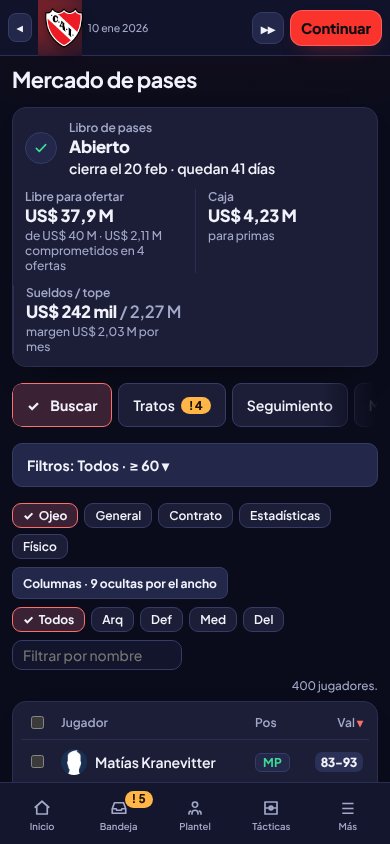 ◂
C.A.I.
10 ene 2026
▸▸
Continuar
Mercado de pases
Libro de pases
✓
Abierto
cierra el 20 feb · quedan 41 días
Libre para ofertar
US$ 37,9 M
de US$ 40 M · US$ 2,11 M
comprometidos en 4
ofertas
Caja
US$ 4,23 M
para primas
Sueldos / tope
US$ 242 mil / 2,27 M
margen US$ 2,03 M por
mes
✓ Buscar
Tratos ! 4
Seguimiento
Filtros: Todos · ≥ 60 ▾
✓ Ojeo
General
Contrato
Estadísticas
Físico
Columnas · 9 ocultas por el ancho
✓ Todos
Arq
Def
Med
Del
Filtrar por nombre
400 jugadores.
Jugador
Pos
Val ▾
Matías Kranevitter
MP
83–93
Inicio
! 5
Bandeja
Plantel
Tácticas
Más